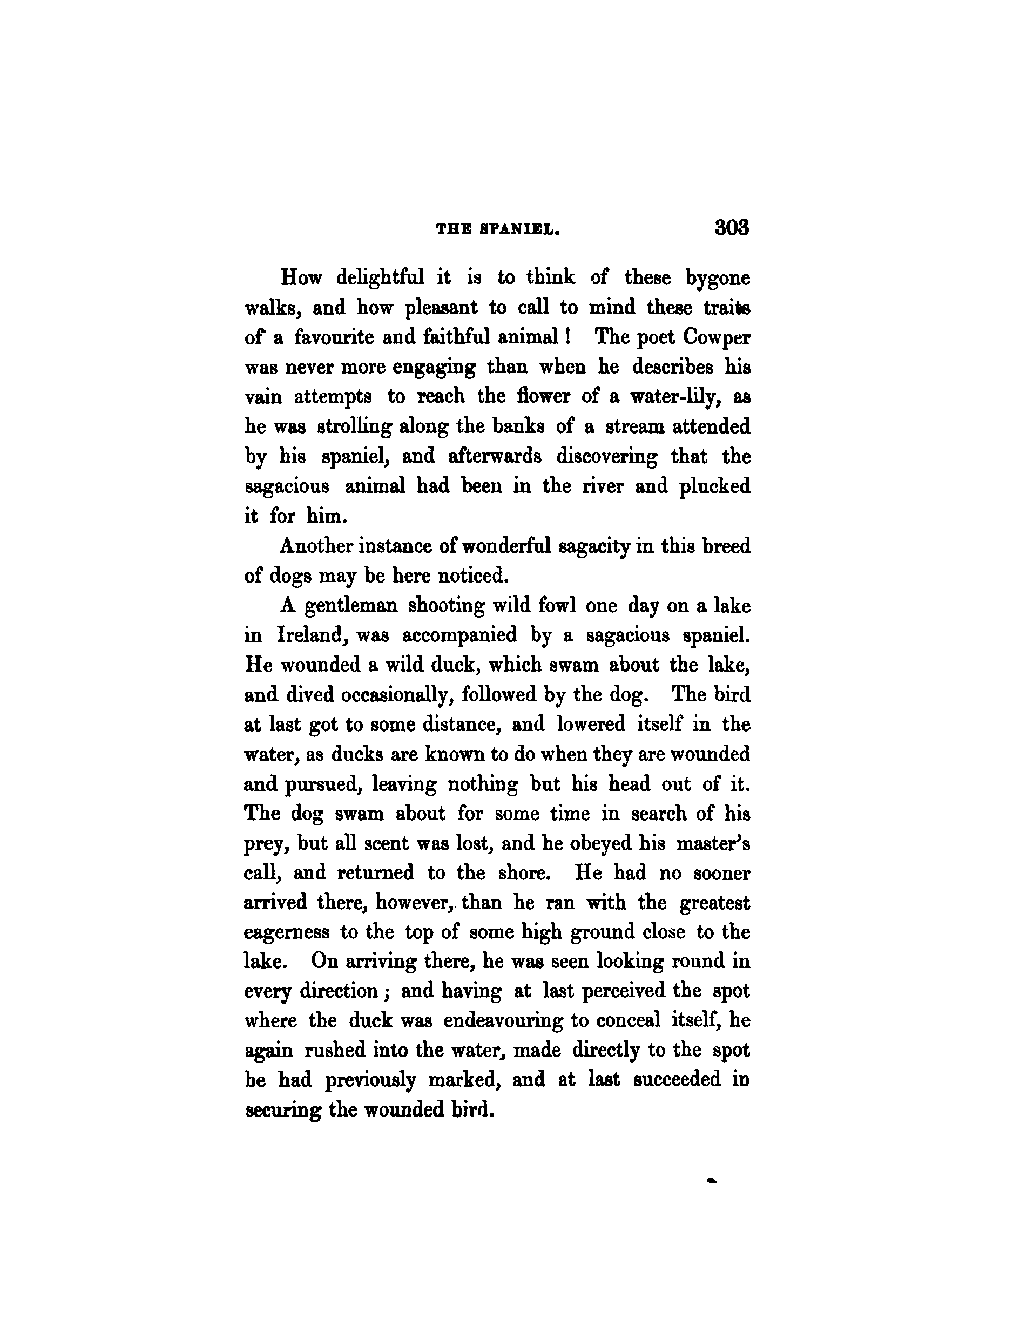 THE SPANIEL. 303
How delightful it is to think of these bygone
walks, and how pleasant to call to mind these traits
of a favourite and faithful animal! The poet Cowper
was never more engaging than when he describes his
vain attempts to reach the flower of a water-lily, as
he was strolling along the banks of a stream attended
by his spaniel, and afterwards discovering that the
sagacious animal had been in the river and plucked
it for him.
Another instance of wonderful sagacity in this breed
of dogs may be here noticed.
A gentleman shooting wild fowl one day on a lake
in Ireland, was accompanied by a sagacious spaniel.
He wounded a wild duck, which swam about the lake,
and dived occasionally, followed by the dog. The bird
at last got to some distance, and lowered itself in the
water, as ducks are known to do when they are wounded
and pursued, leaving nothing but his head out of it.
The dog swam about for some time in search of his
prey, but all scent was lost, and he obeyed his master's
call, and returned to the shore. He had no sooner
arrived there, however, than he ran with the greatest
eagerness to the top of some high ground close to the
lake. On arriving there, he was seen looking round in
every direction; and having at last perceived the spot
where the duck was endeavouring to conceal itself, he
again rushed into the water, made directly to the spot
he had previously marked, and at last succeeded in
securing the wounded bird.